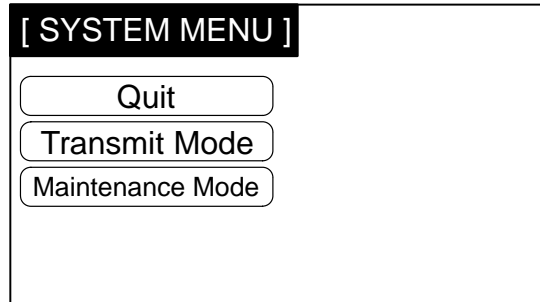 [ SYSTEM MENU ]
Quit
Transmit Mode
Maintenance Mode